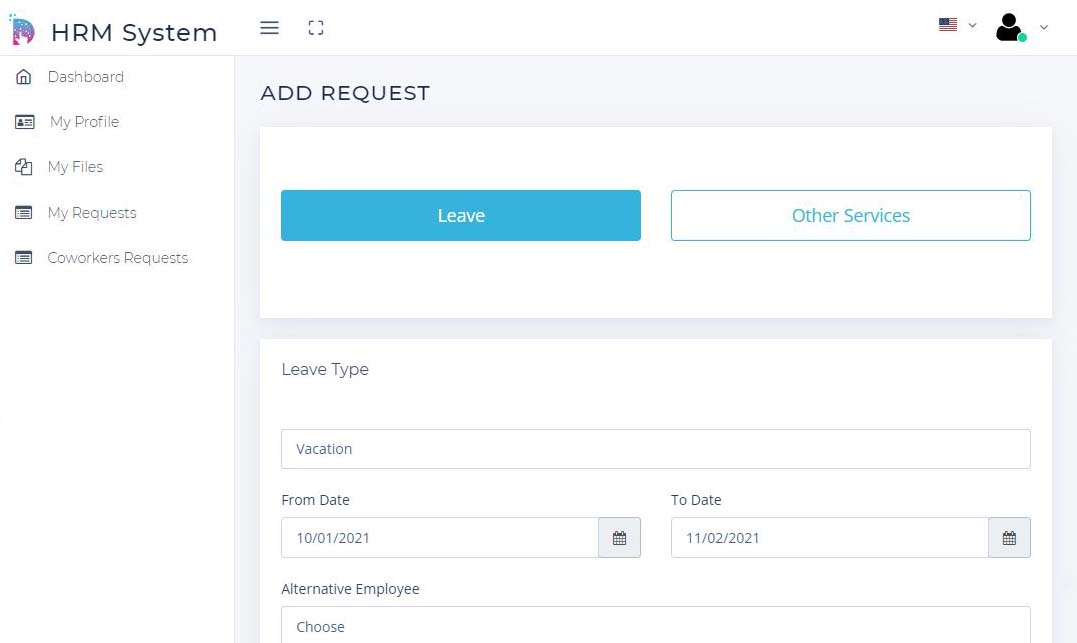 HRM System
Dashboard
My Profile
My Files
My Requests
Coworkers Requests
ADD REQUEST
Leave
Other Services
Leave Type
Vacation
From Date
To Date
10/01/2021
11/02/2021
Alternative Employee
Choose